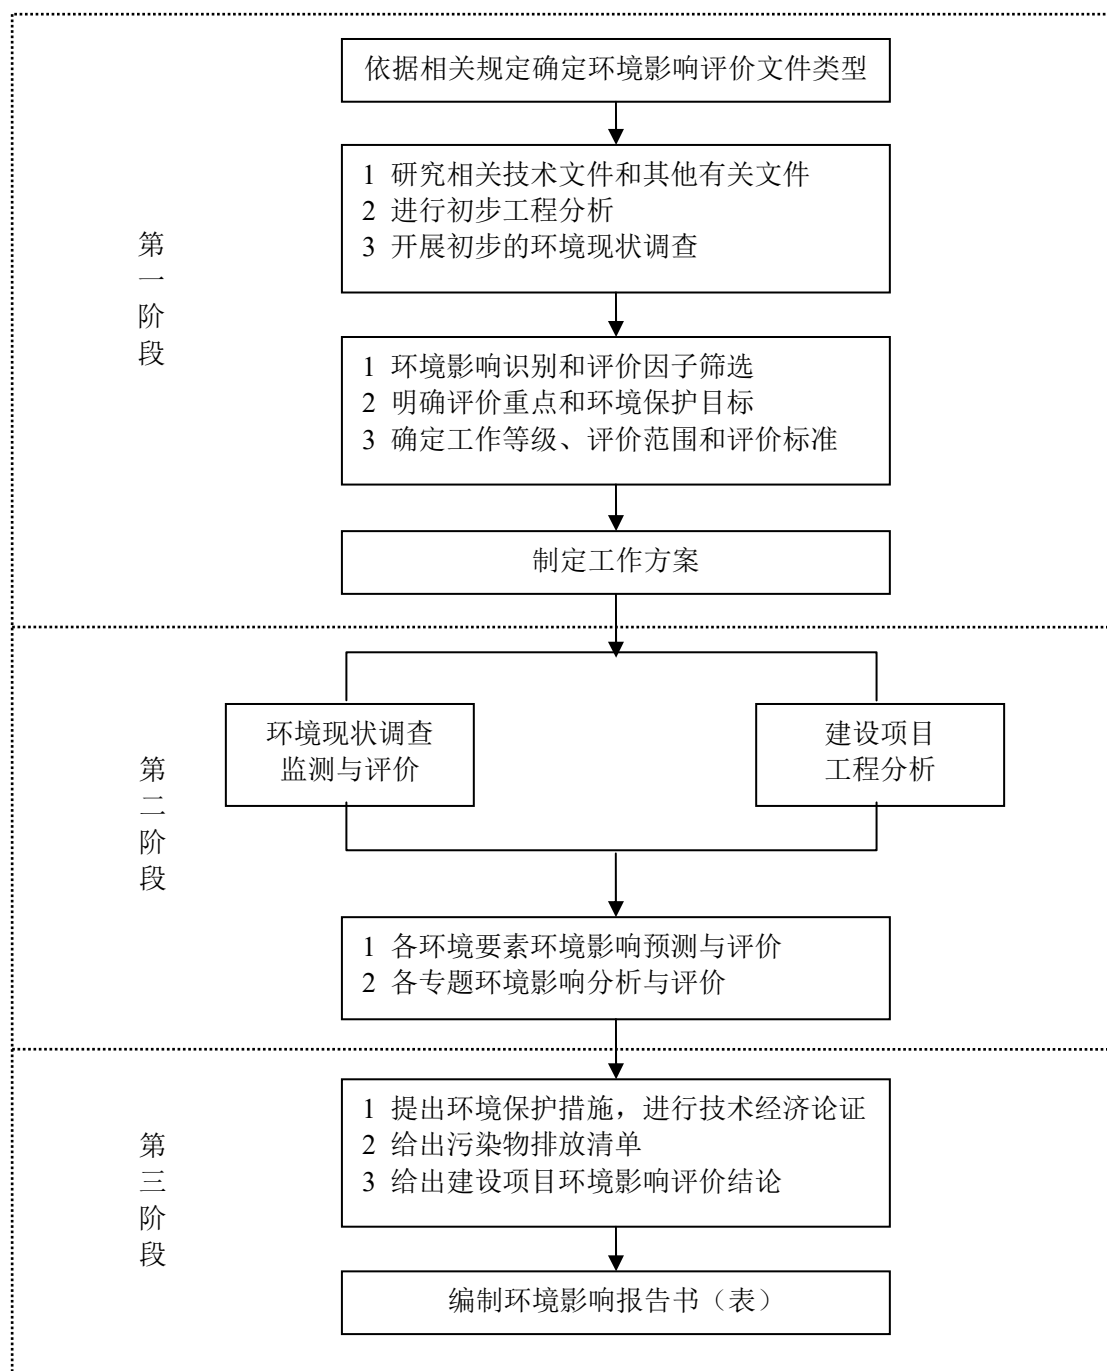 依据相关规定确定环境影响评价文件类型
1 研究相关技术文件和其他有关文件
2 进行初步工程分析
3 开展初步的环境现状调查
第一阶段
1 环境影响识别和评价因子筛选
2 明确评价重点和环境保护目标
3 确定工作等级、评价范围和评价标准
制定工作方案
环境现状调查
监测与评价
建设项目
工程分析
第二阶段
1 各环境要素环境影响预测与评价
2 各专题环境影响分析与评价
1 提出环境保护措施，进行技术经济论证
2 给出污染物排放清单
3 给出建设项目环境影响评价结论
第三阶段
编制环境影响报告书（表）